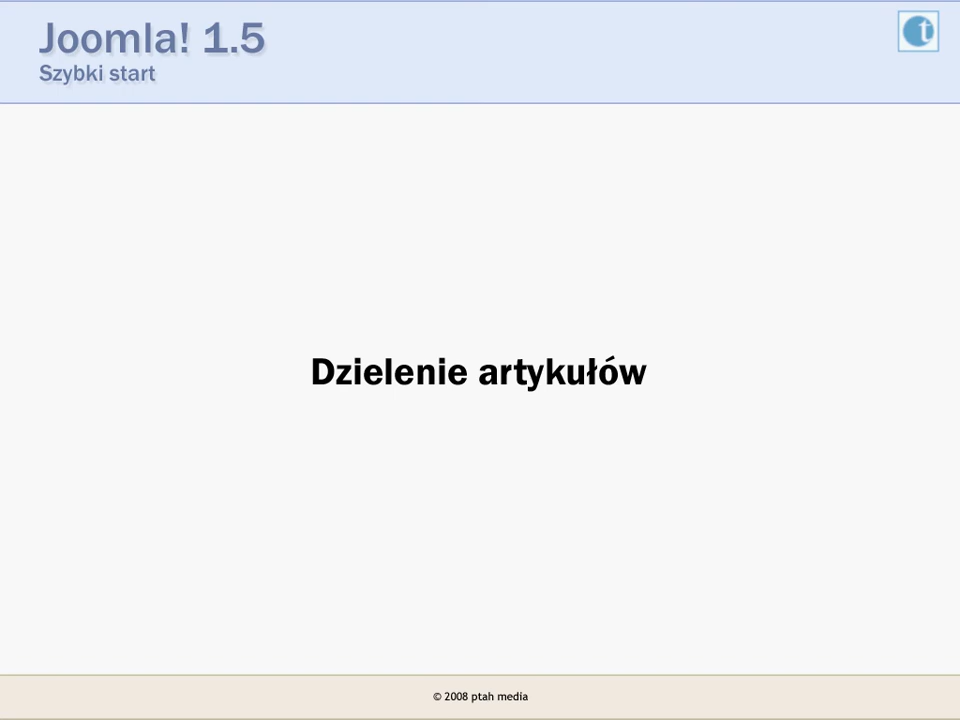 Joomla! 1.5
Szybki start
t
Dzielenie artykułów
© 2008 ptah media